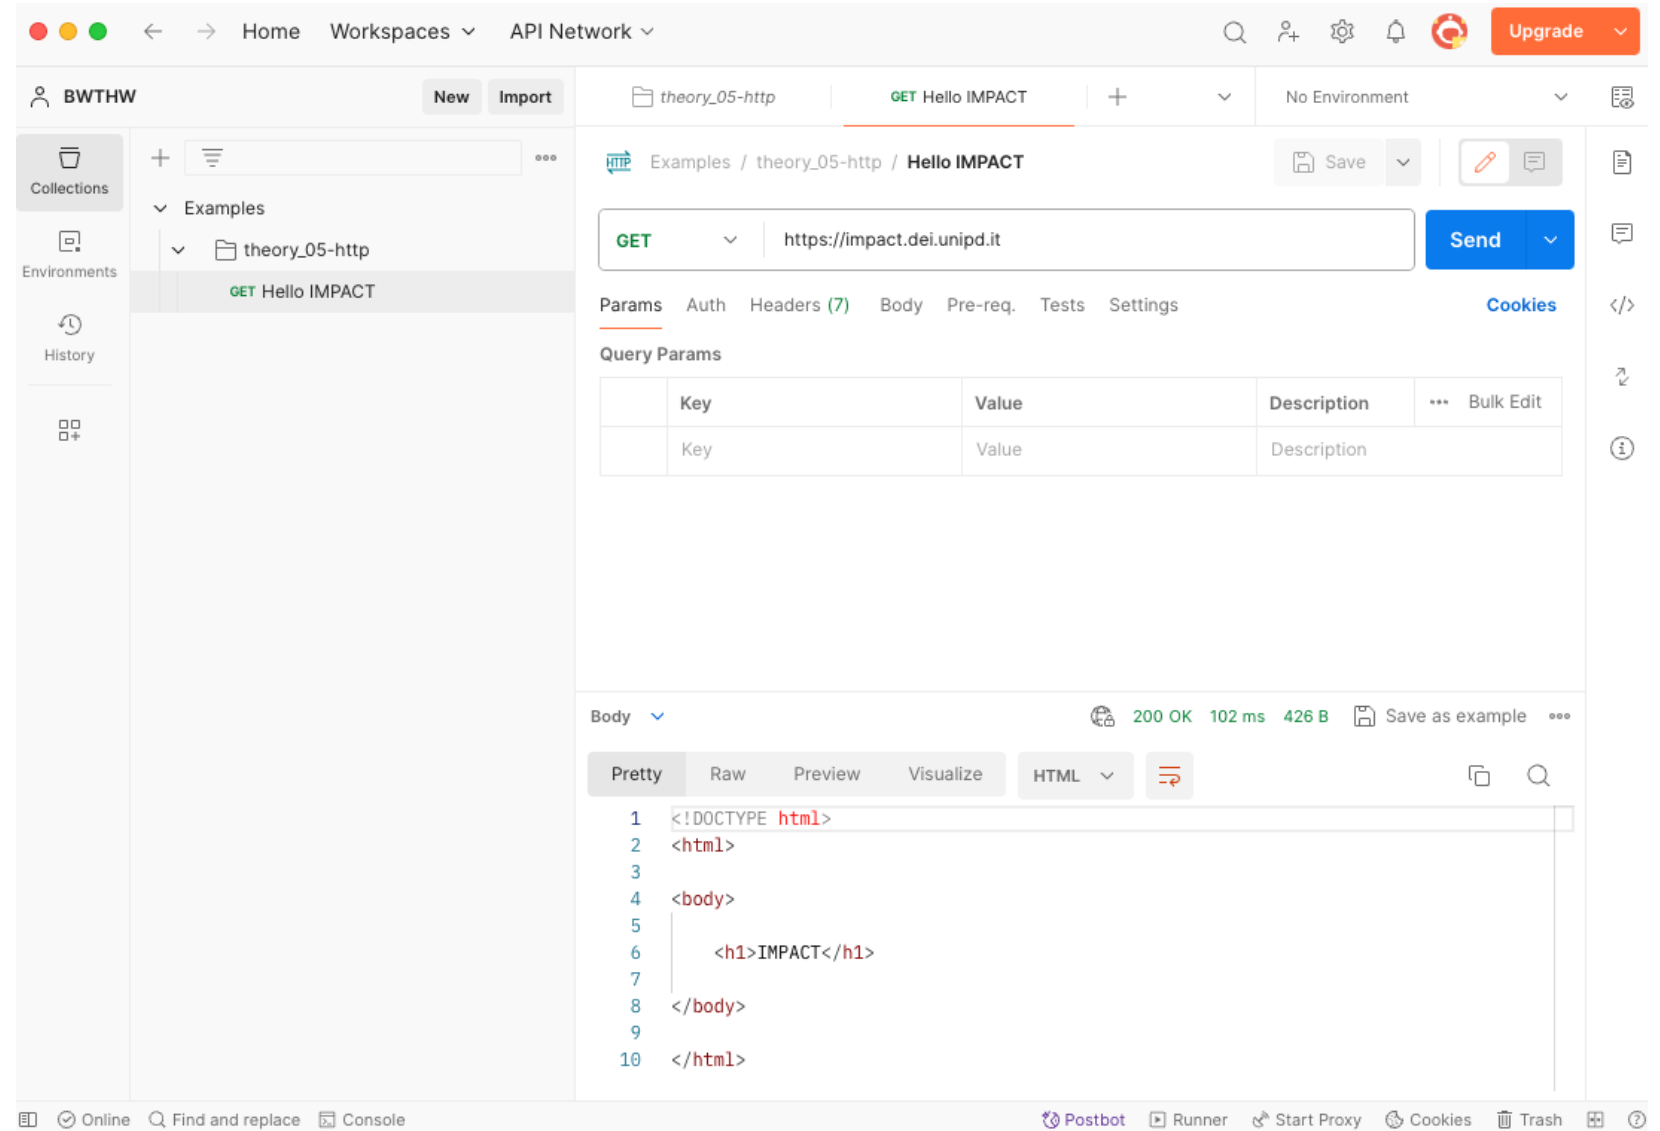 Home Workspaces API Network Upgrade
BWTHW New Import theory_05-http GET Hello IMPACT No Environment
Collections
HTTP Examples / theory_05-http / Hello IMPACT Save
Examples
theory_05-http
GET Hello IMPACT
Environments
History
GET https://impact.dei.unipd.it Send
Params Auth Headers (7) Body Pre-req. Tests Settings Cookies
Query Params
Key Value Description Bulk Edit
Key Value Description
Body 200 OK 102 ms 426 B Save as example
Pretty Raw Preview Visualize HTML
1 <!DOCTYPE html>
2 <html>
3
4 <body>
5
6 <h1>IMPACT</h1>
7
8 </body>
9
10 </html>
Online Find and replace Console Postbot Runner Start Proxy Cookies Trash